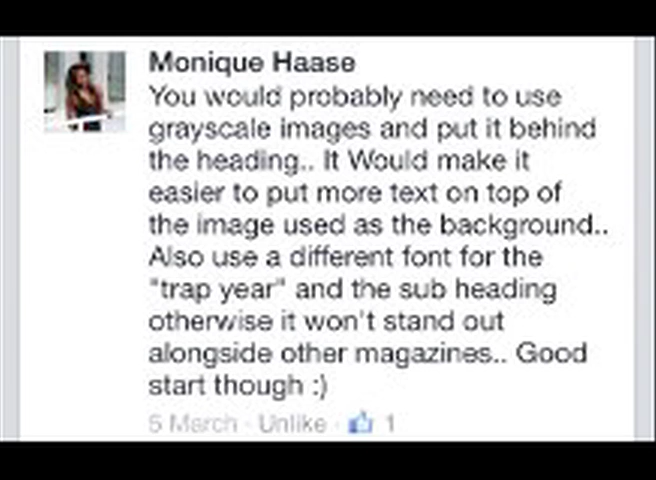 Monique Haase
You would probably need to use
grayscale images and put it behind
the heading.. It Would make it
easier to put more text on top of
the image used as the background..
Also use a different font for the
"trap year" and the sub heading
otherwise it won't stand out
alongside other magazines.. Good
start though :)
5 March · Unlike · 1